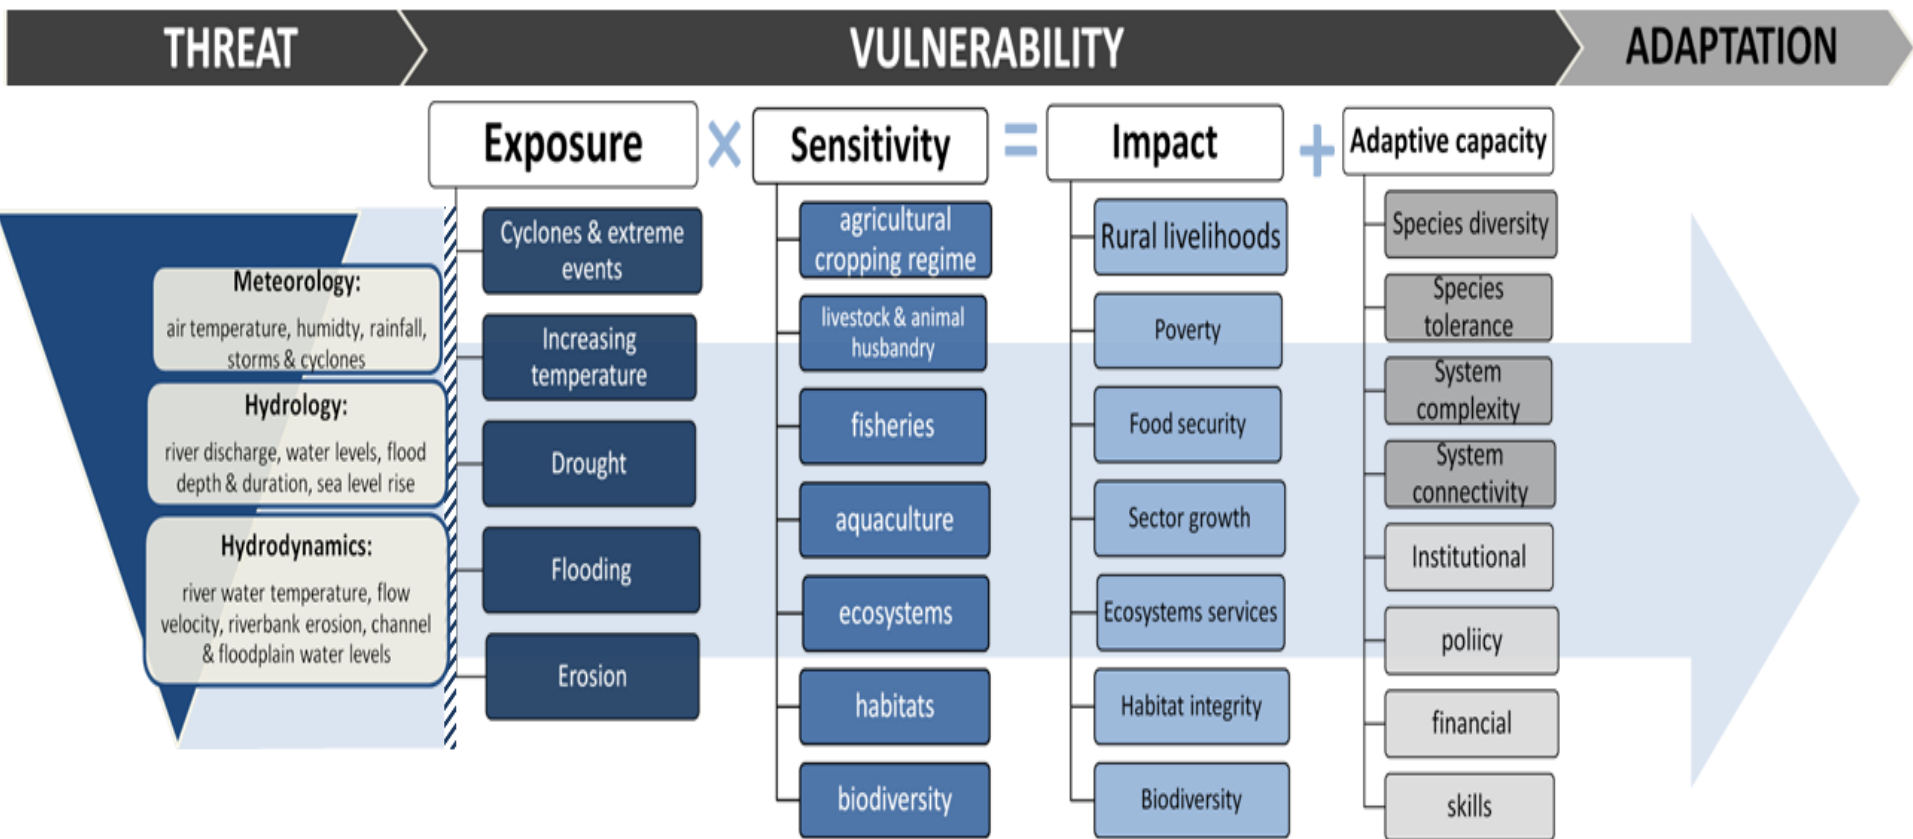 THREAT
VULNERABILITY
ADAPTATION
Exposure
×
Sensitivity
=
Impact
+
Adaptive capacity
Meteorology:
air temperature, humidty, rainfall,
storms & cyclones
Hydrology:
river discharge, water levels, flood
depth & duration, sea level rise
Hydrodynamics:
river water temperature, flow
velocity, riverbank erosion, channel
& floodplain water levels
Cyclones & extreme
events
Increasing
temperature
Drought
Flooding
Erosion
agricultural
cropping regime
livestock & animal
husbandry
fisheries
aquaculture
ecosystems
habitats
biodiversity
Rural livelihoods
Poverty
Food security
Sector growth
Ecosystems services
Habitat integrity
Biodiversity
Species diversity
Species
tolerance
System
complexity
System
connectivity
Institutional
poliicy
financial
skills